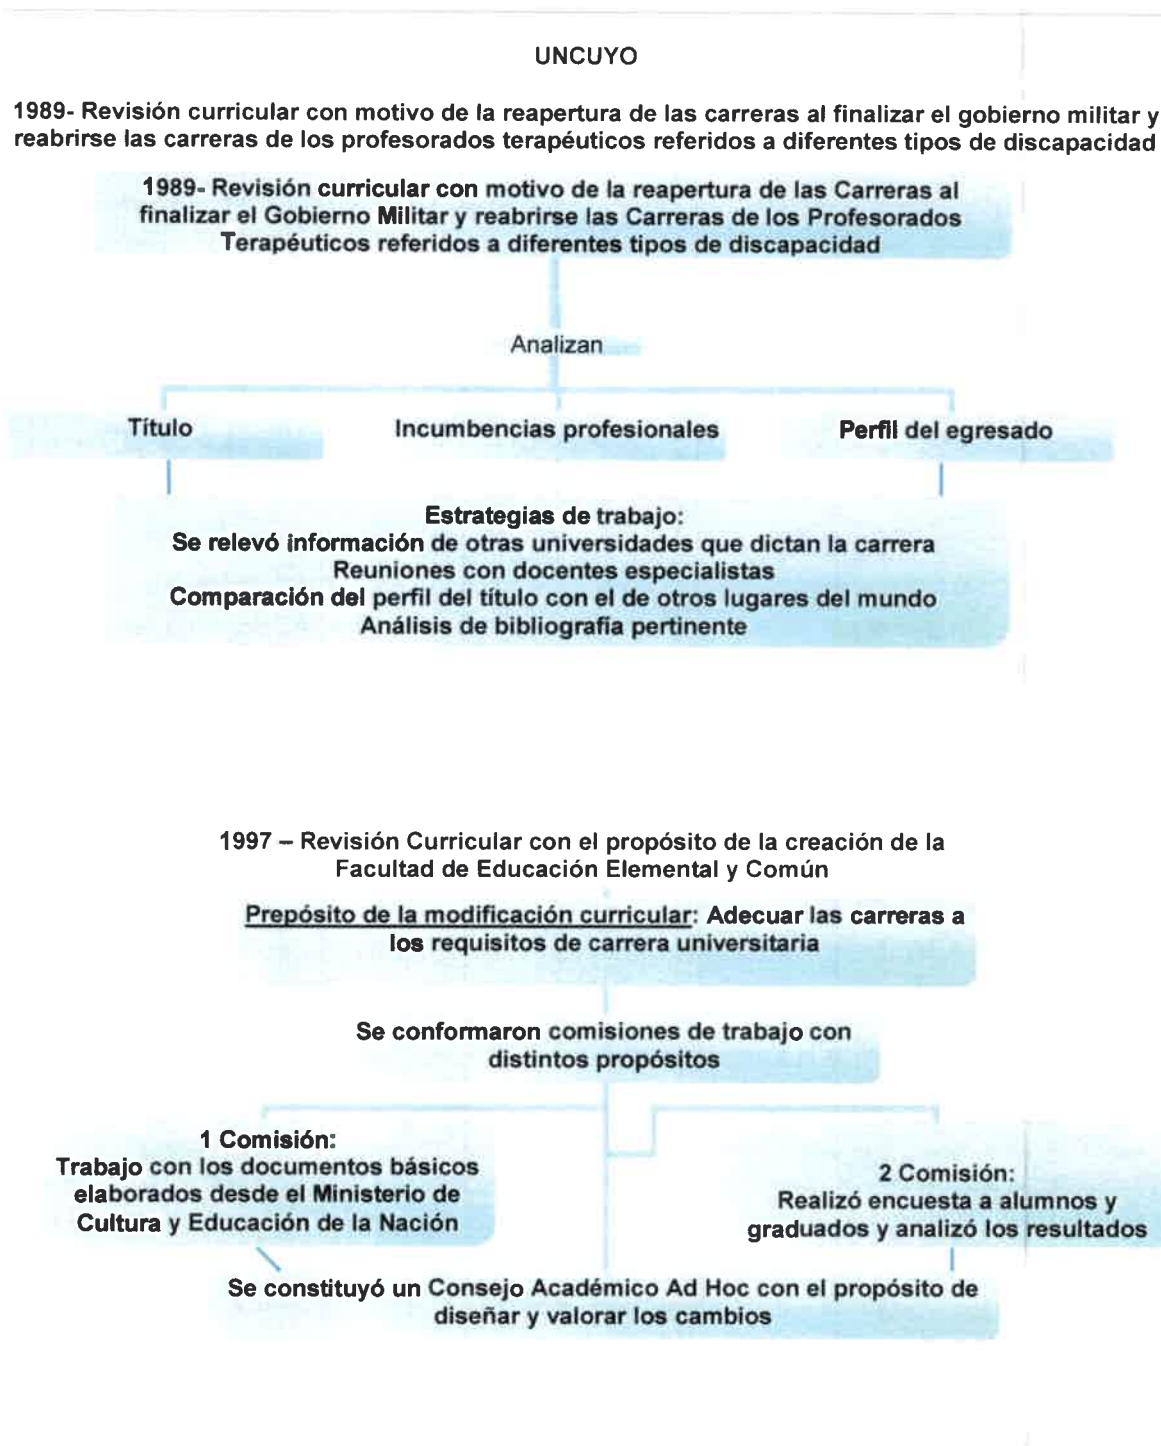 UNCUYO
1989- Revisión curricular con motivo de la reapertura de las carreras al finalizar el gobierno militar y
reabrirse las carreras de los profesorados terapéuticos referidos a diferentes tipos de discapacidad
1989- Revisión curricular con motivo de la reapertura de las Carreras al
finalizar el Gobierno Militar y reabrirse las Carreras de los Profesorados
Terapéuticos referidos a diferentes tipos de discapacidad
Analizan
Título
Incumbencias profesionales
Perfil del egresado
Estrategias de trabajo:
Se relevó información de otras universidades que dictan la carrera
Reuniones con docentes especialistas
Comparación del perfil del título con el de otros lugares del mundo
Análisis de bibliografía pertinente
1997 – Revisión Curricular con el propósito de la creación de la
Facultad de Educación Elemental y Común
Prepósito de la modificación curricular: Adecuar las carreras a
los requisitos de carrera universitaria
Se conformaron comisiones de trabajo con
distintos propósitos
1 Comisión:
Trabajo con los documentos básicos
elaborados desde el Ministerio de
Cultura y Educación de la Nación
2 Comisión:
Realizó encuesta a alumnos y
graduados y analizó los resultados
Se constituyó un Consejo Académico Ad Hoc con el propósito de
diseñar y valorar los cambios